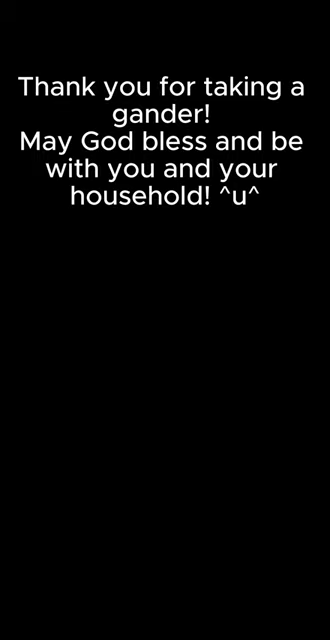 Thank you for taking a
gander!
May God bless and be
with you and your
household! ^u^